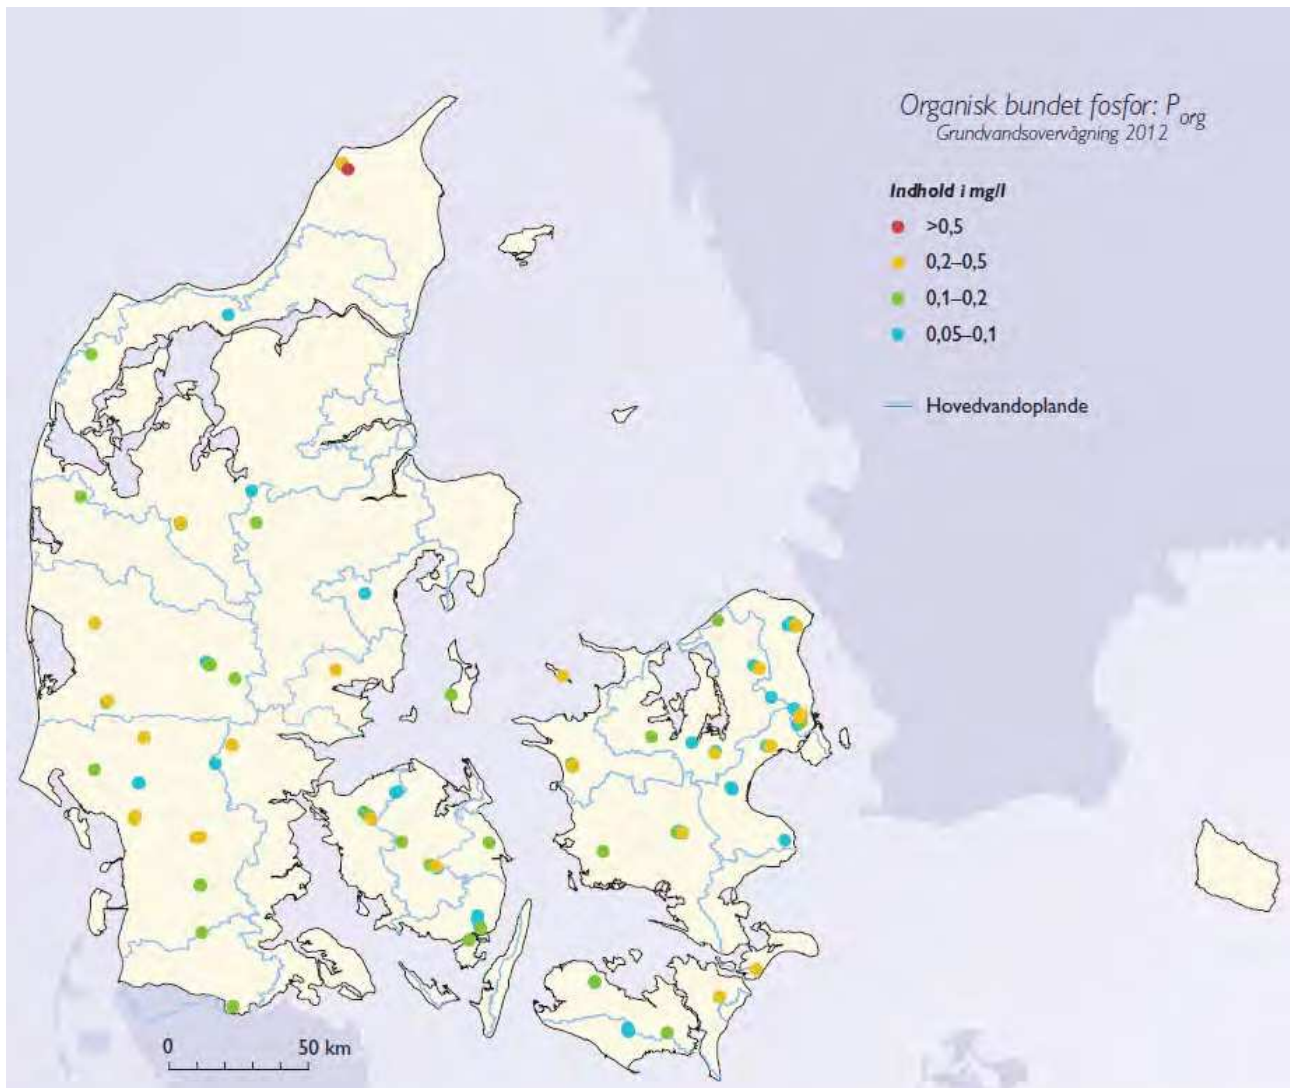 Organisk bundet fosfor: Porg
Grundvandsovervågning 2012
Indhold i mg/l
>0,5
0,2–0,5
0,1–0,2
0,05–0,1
Hovedvandoplande
0 50 km